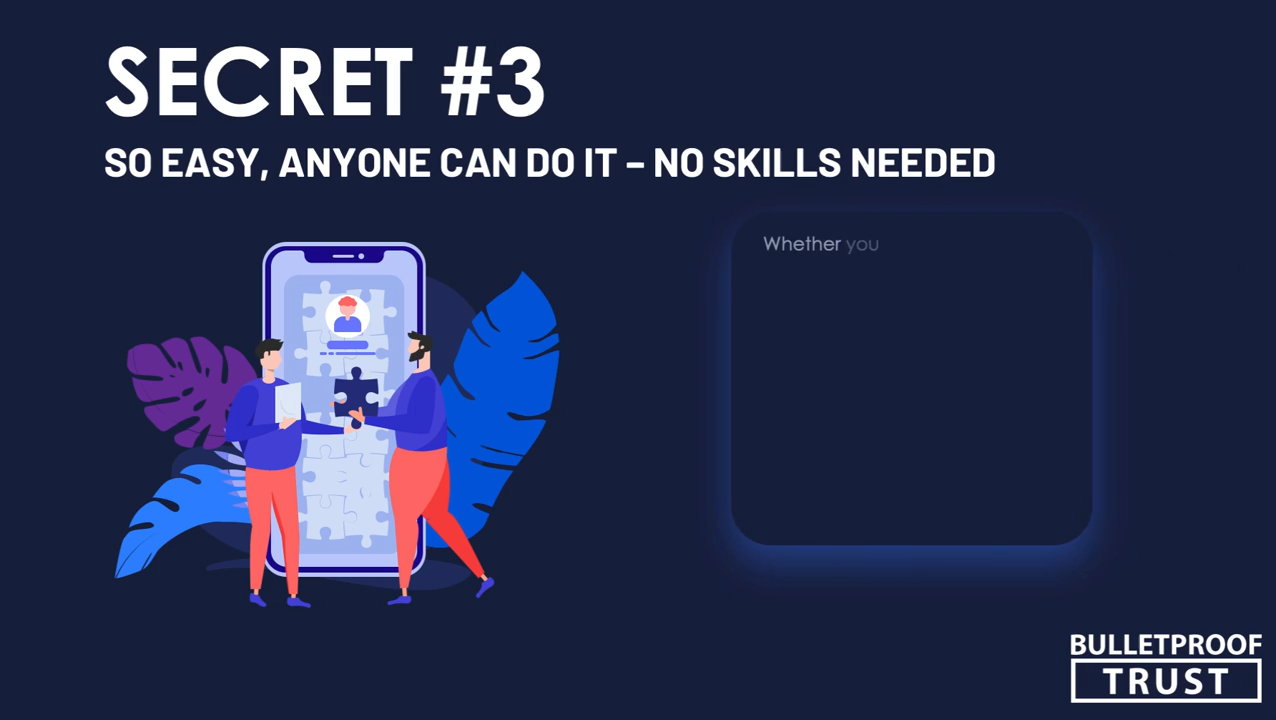 SECRET #3
SO EASY, ANYONE CAN DO IT – NO SKILLS NEEDED
Whether you
BULLETPROOF
TRUST